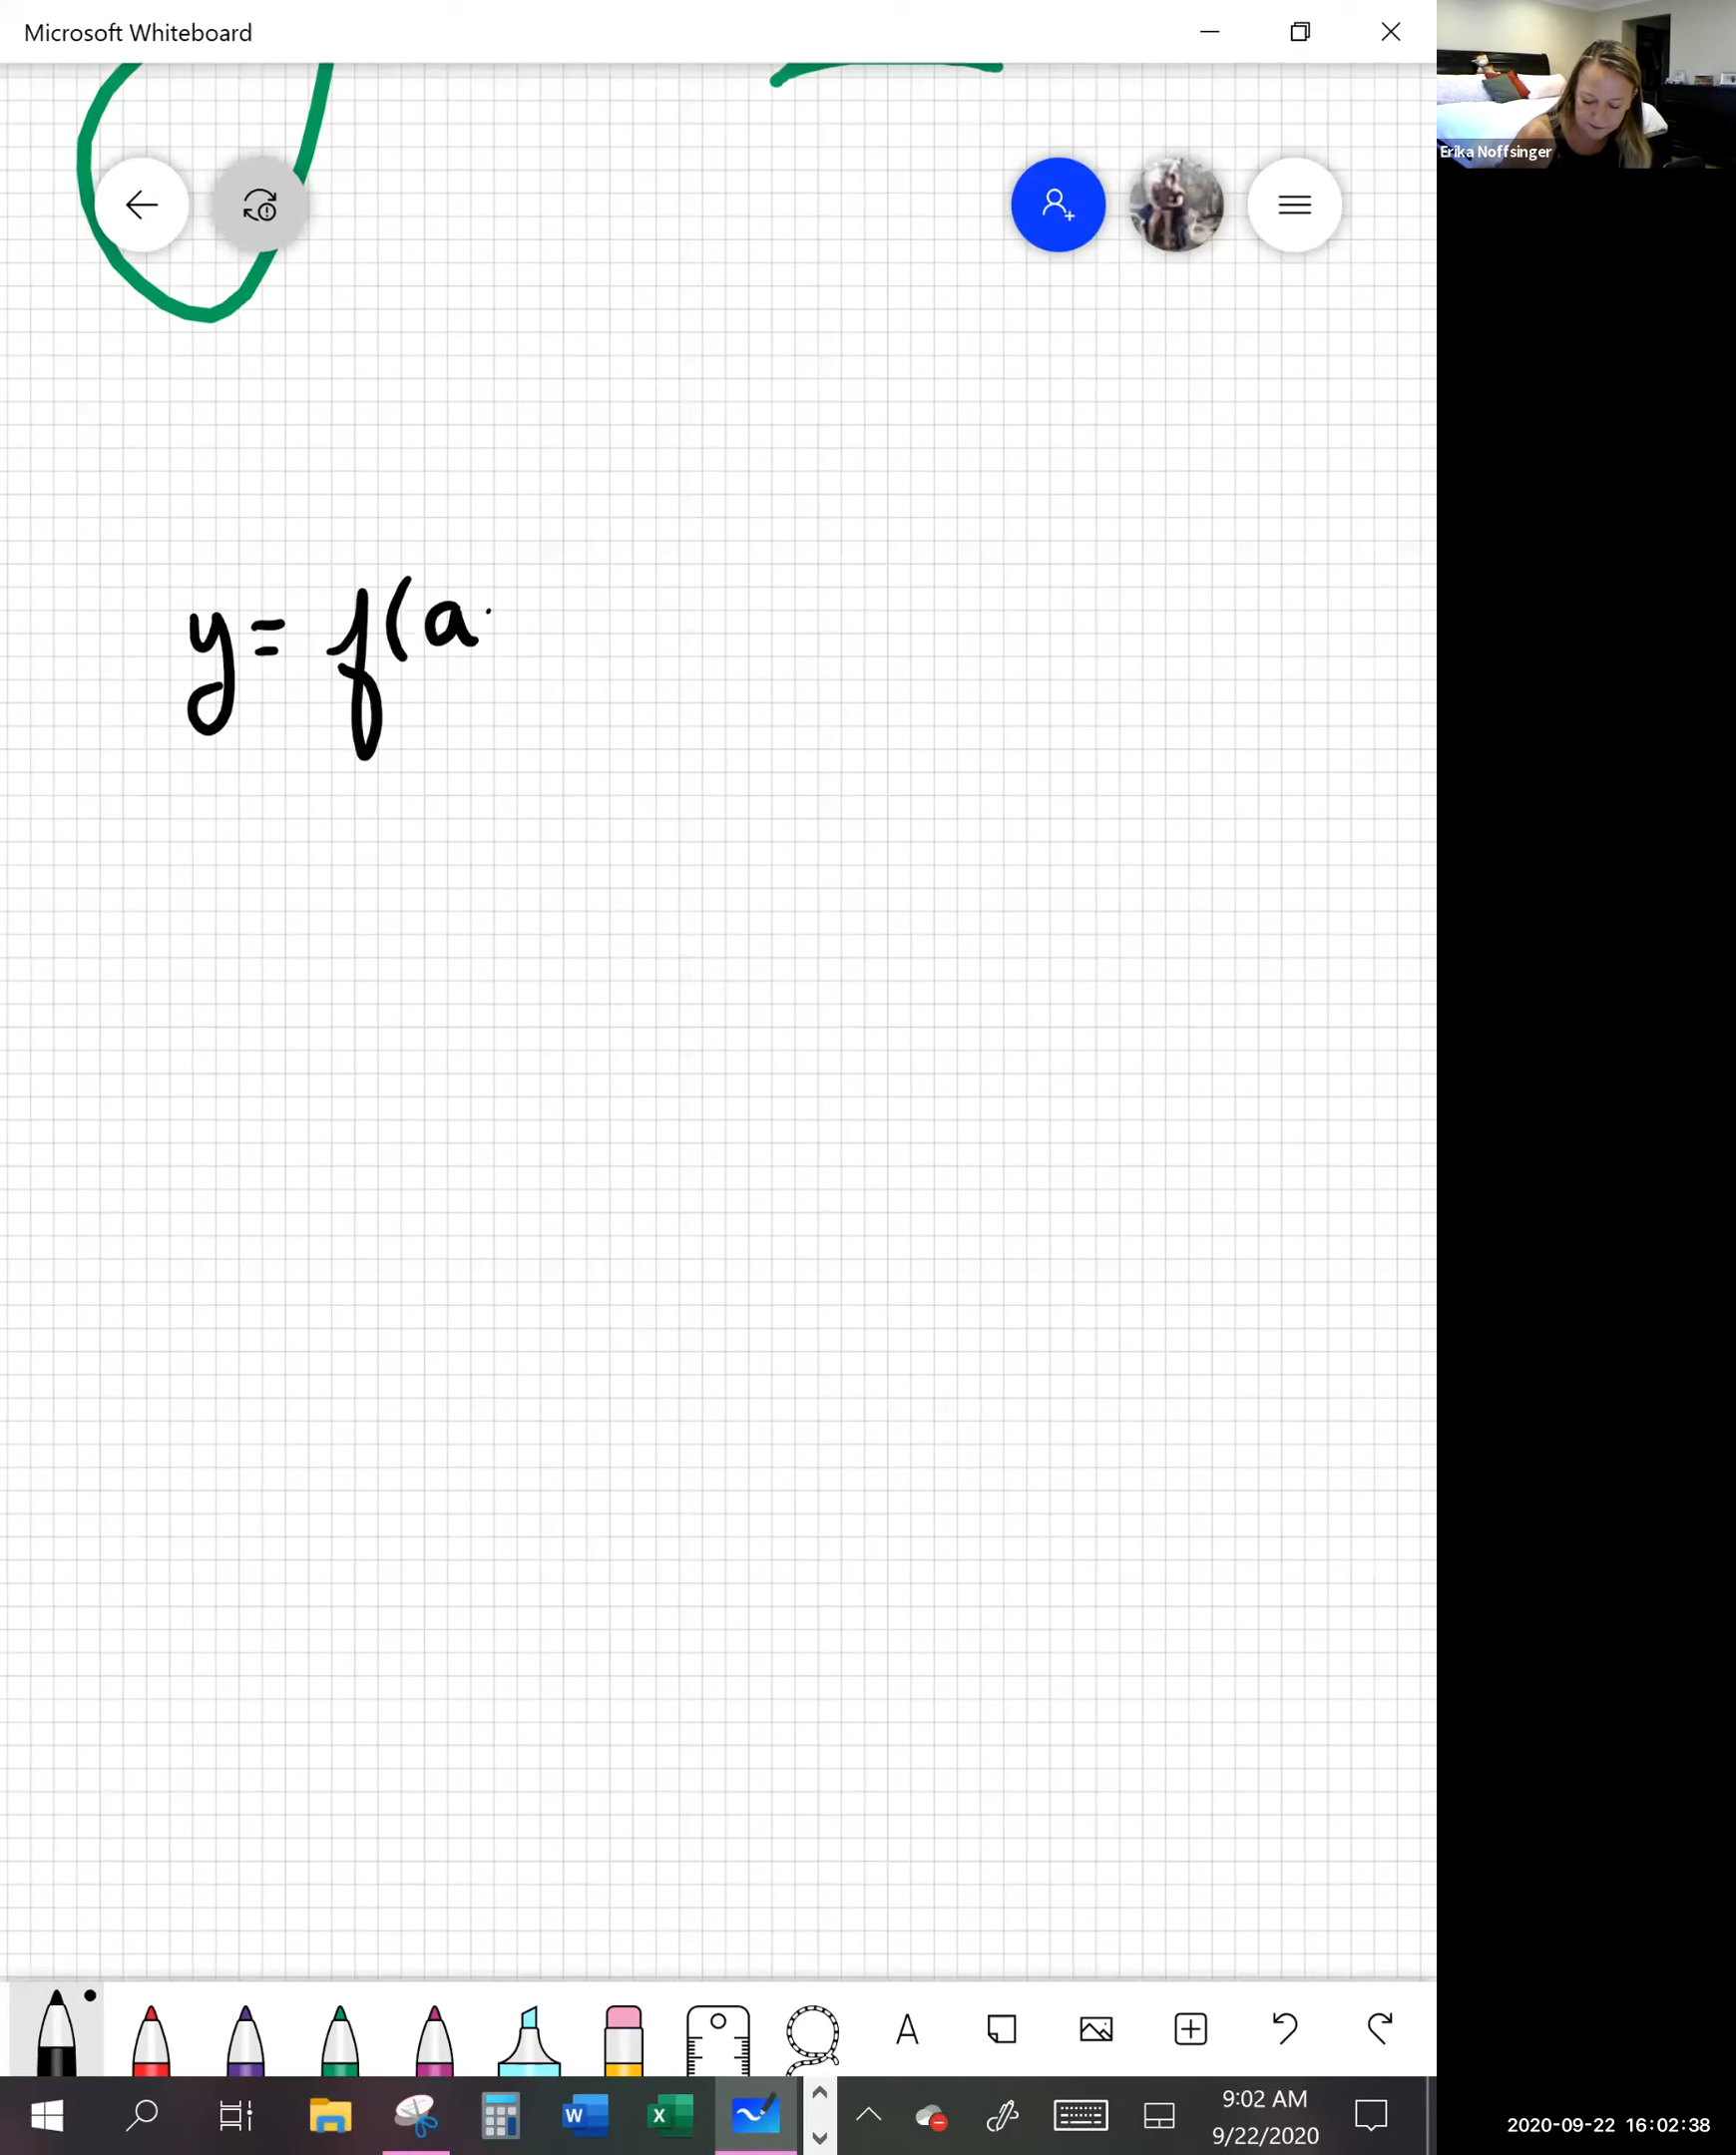 Microsoft Whiteboard
Erika Noffsinger
y = f(a
A
W
X
9:02 AM
9/22/2020
2020-09-22 16:02:38